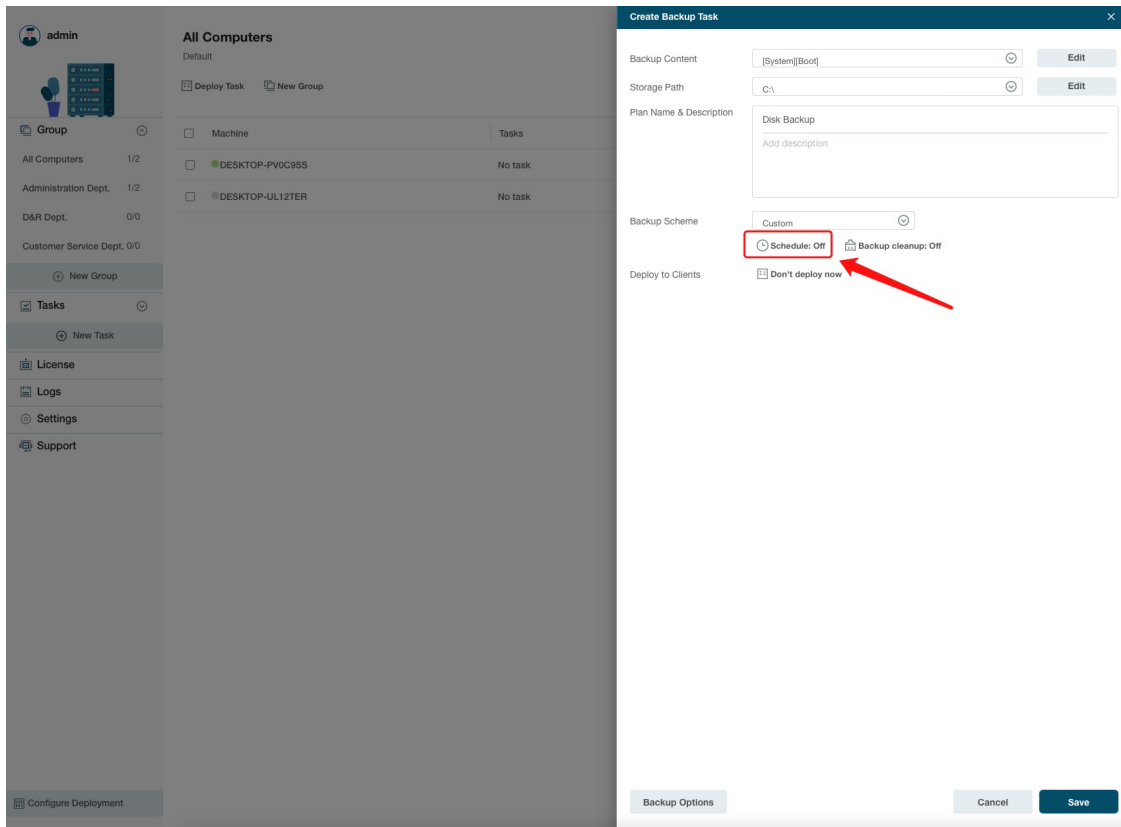 admin
Group
All Computers 1/2
Administration Dept. 1/2
D&R Dept. 0/0
Customer Service Dept. 0/0
New Group
Tasks
New Task
License
Logs
Settings
Support
Configure Deployment
All Computers
Default
Deploy Task New Group
Machine Tasks
DESKTOP-PV0C9SS No task
DESKTOP-UL12TER No task
Create Backup Task
Backup Content [System][Boot] Edit
Storage Path C:\ Edit
Plan Name & Description Disk Backup
Add description
Backup Scheme Custom
Schedule: Off Backup cleanup: Off
Deploy to Clients Don't deploy now
Backup Options Cancel Save